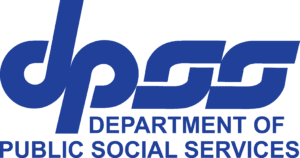 dpss
DEPARTMENT OF
PUBLIC SOCIAL SERVICES